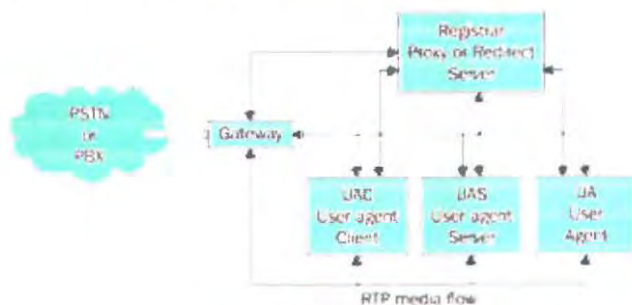 Registrar
Proxy or Redirect
Server
PSTN
or
PBX
Gateway
UAC
User agent
Client
UAS
User agent
Server
UA
User
Agent
RTP media flow